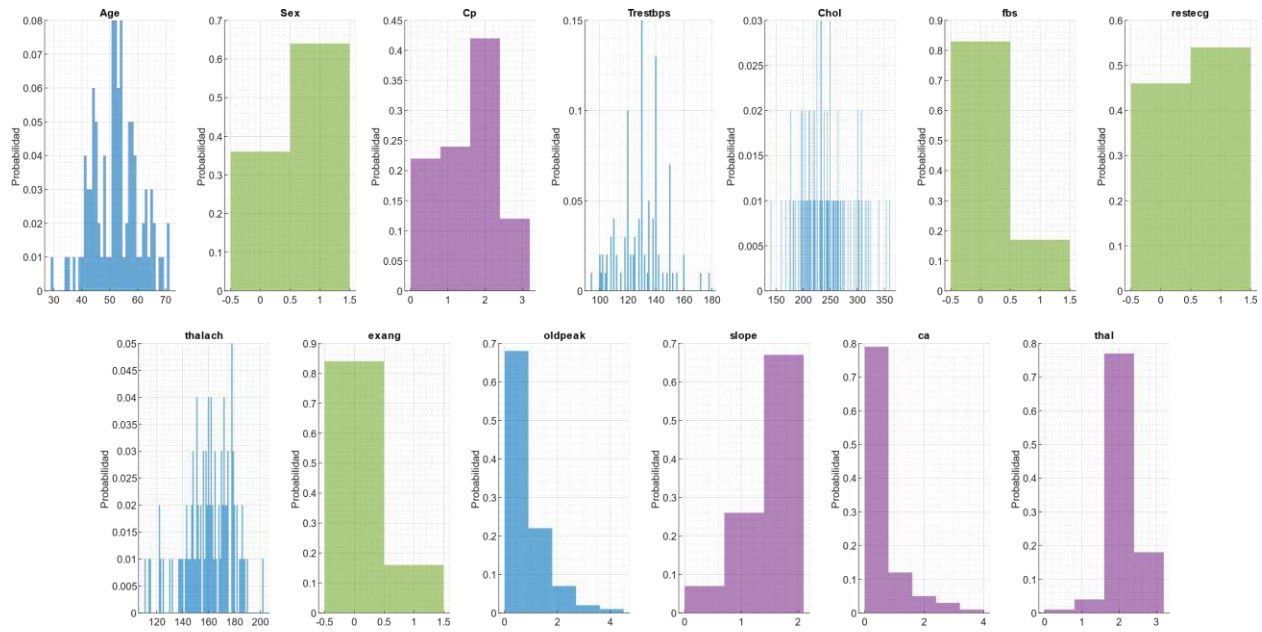 Age
Probabilidad
0.08
0.07
0.06
0.05
0.04
0.03
0.02
0.01
0
30 40 50 60 70
Sex
Probabilidad
0.7
0.6
0.5
0.4
0.3
0.2
0.1
0
-0.5 0 0.5 1 1.5
Cp
Probabilidad
0.45
0.4
0.35
0.3
0.25
0.2
0.15
0.1
0.05
0
0 1 2 3
Trestbps
Probabilidad
0.15
0.1
0.05
0
100 120 140 160 180
Chol
Probabilidad
0.03
0.025
0.02
0.015
0.01
0.005
0
150 200 250 300 350
fbs
Probabilidad
0.9
0.8
0.7
0.6
0.5
0.4
0.3
0.2
0.1
0
-0.5 0 0.5 1 1.5
restecg
Probabilidad
0.6
0.5
0.4
0.3
0.2
0.1
0
-0.5 0 0.5 1 1.5
thalach
Probabilidad
0.05
0.045
0.04
0.035
0.03
0.025
0.02
0.015
0.01
0.005
0
120 140 160 180 200
exang
Probabilidad
0.9
0.8
0.7
0.6
0.5
0.4
0.3
0.2
0.1
0
-0.5 0 0.5 1 1.5
oldpeak
Probabilidad
0.7
0.6
0.5
0.4
0.3
0.2
0.1
0
0 2 4
slope
Probabilidad
0.7
0.6
0.5
0.4
0.3
0.2
0.1
0
0 1 2
ca
Probabilidad
0.8
0.7
0.6
0.5
0.4
0.3
0.2
0.1
0
0 2 4
thal
Probabilidad
0.8
0.7
0.6
0.5
0.4
0.3
0.2
0.1
0
0 1 2 3